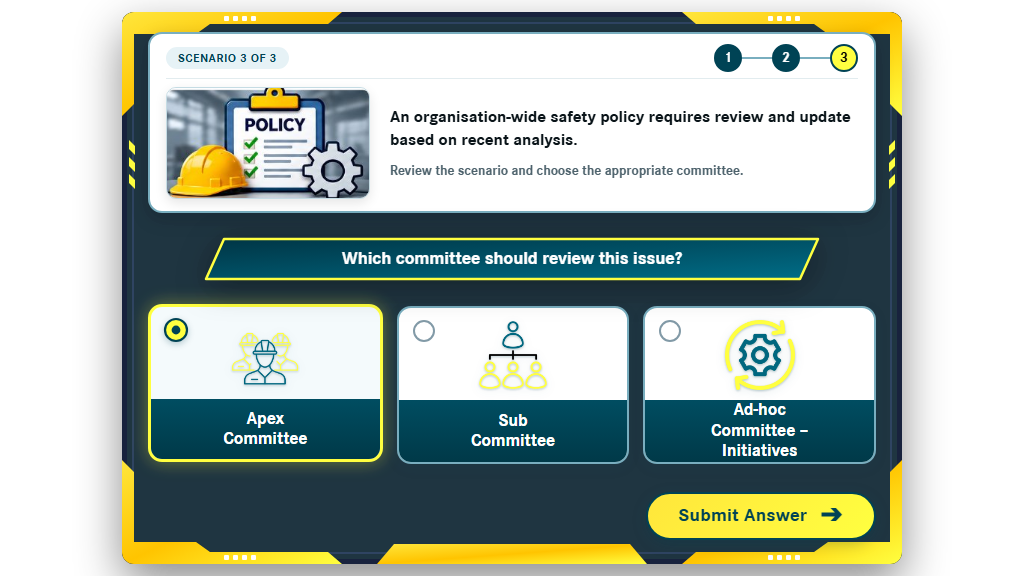 SCENARIO 3 OF 3
1 2 3
POLICY
An organisation-wide safety policy requires review and update
based on recent analysis.
Review the scenario and choose the appropriate committee.
Which committee should review this issue?
Apex
Committee
Sub
Committee
Ad-hoc
Committee –
Initiatives
Submit Answer